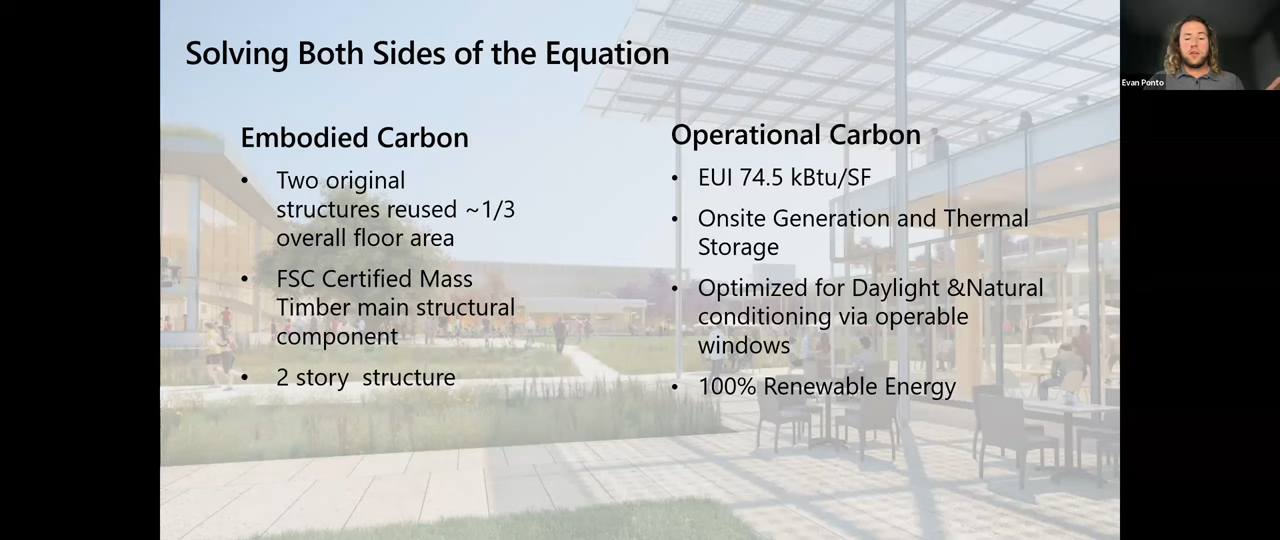 Solving Both Sides of the Equation
Embodied Carbon
• Two original
structures reused ~1/3
overall floor area
• FSC Certified Mass
Timber main structural
component
• 2 story  structure
Operational Carbon
• EUI 74.5 kBtu/SF
• Onsite Generation and Thermal
Storage
• Optimized for Daylight &Natural
conditioning via operable
windows
• 100% Renewable Energy
Evan Ponto